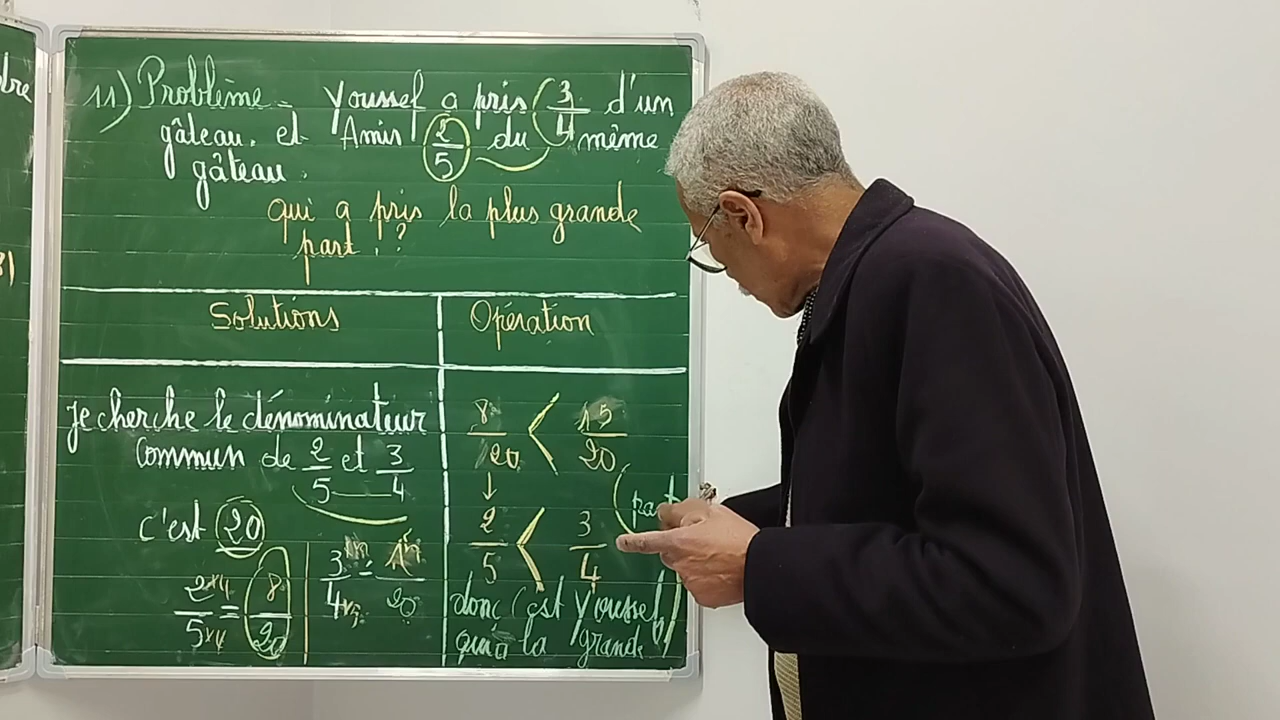 bre
11) Problème - Youssef a pris 3/4 d'un
gâteau. et Amis 2/5 du même
gâteau.
qui a pris la plus grande
part !?
Solutions
Opération
je cherche le dénominateur
commun de 2/5 et 3/4
c'est 20
2×4/5×4 = 8/20
3/4 = 15/20
8/20 < 15/20
↓
2/5 < 3/4
(part
donc c'est Youssef
qui a la grande